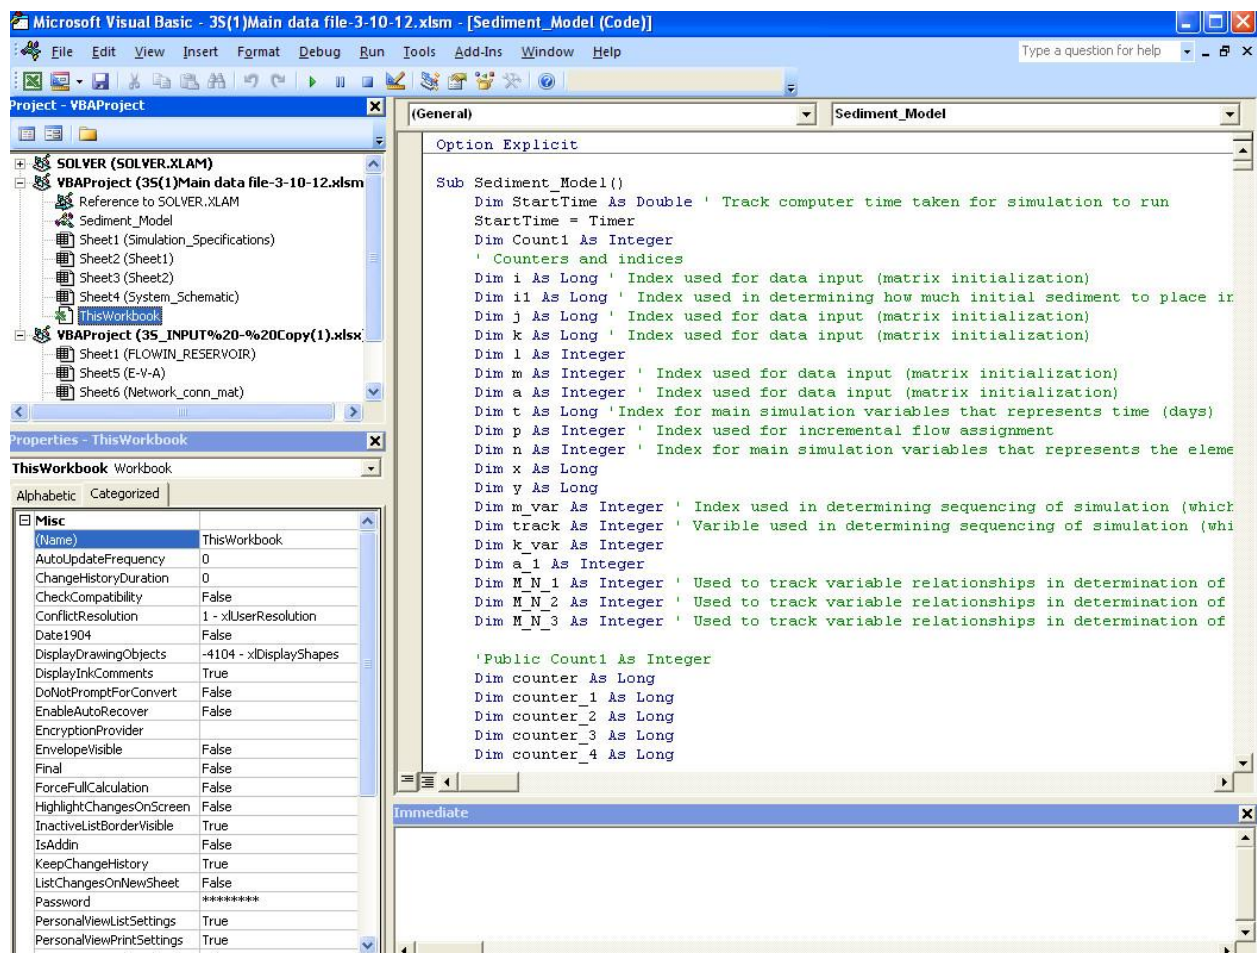 Microsoft Visual Basic - 3S(1)Main data file-3-10-12.xlsm - [Sediment_Model (Code)]
File Edit View Insert Format Debug Run Tools Add-Ins Window Help
Type a question for help
Project - VBAProject
SOLVER (SOLVER.XLAM)
VBAProject (3S(1)Main data file-3-10-12.xlsm
Reference to SOLVER.XLAM
Sediment_Model
Sheet1 (Simulation_Specifications)
Sheet2 (Sheet1)
Sheet3 (Sheet2)
Sheet4 (System_Schematic)
ThisWorkbook
VBAProject (3S_INPUT%20-%20Copy(1).xlsx
Sheet1 (FLOWIN_RESERVOIR)
Sheet5 (E-V-A)
Sheet6 (Network_conn_mat)
Properties - ThisWorkbook
ThisWorkbook Workbook
Alphabetic Categorized
Misc
(Name) ThisWorkbook
AutoUpdateFrequency 0
ChangeHistoryDuration 0
CheckCompatibility False
ConflictResolution 1 - xlUserResolution
Date1904 False
DisplayDrawingObjects -4104 - xlDisplayShapes
DisplayInkComments True
DoNotPromptForConvert False
EnableAutoRecover False
EncryptionProvider
EnvelopeVisible False
Final False
ForceFullCalculation False
HighlightChangesOnScreen False
InactiveListBorderVisible True
IsAddin False
KeepChangeHistory True
ListChangesOnNewSheet False
Password ********
PersonalViewListSettings True
PersonalViewPrintSettings True
(General) Sediment_Model
Option Explicit
Sub Sediment_Model()
Dim StartTime As Double ' Track computer time taken for simulation to run
StartTime = Timer
Dim Count1 As Integer
' Counters and indices
Dim i As Long ' Index used for data input (matrix initialization)
Dim i1 As Long ' Index used in determining how much initial sediment to place in
Dim j As Long ' Index used for data input (matrix initialization)
Dim k As Long ' Index used for data input (matrix initialization)
Dim l As Integer
Dim m As Integer ' Index used for data input (matrix initialization)
Dim a As Integer ' Index used for data input (matrix initialization)
Dim t As Long 'Index for main simulation variables that represents time (days)
Dim p As Integer ' Index used for incremental flow assignment
Dim n As Integer ' Index for main simulation variables that represents the eleme
Dim x As Long
Dim y As Long
Dim m_var As Integer ' Index used in determining sequencing of simulation (which
Dim track As Integer ' Varible used in determining sequencing of simulation (whi
Dim k_var As Integer
Dim a_1 As Integer
Dim M_N_1 As Integer ' Used to track variable relationships in determination of
Dim M_N_2 As Integer ' Used to track variable relationships in determination of
Dim M_N_3 As Integer ' Used to track variable relationships in determination of
'Public Count1 As Integer
Dim counter As Long
Dim counter_1 As Long
Dim counter_2 As Long
Dim counter_3 As Long
Dim counter_4 As Long
Immediate